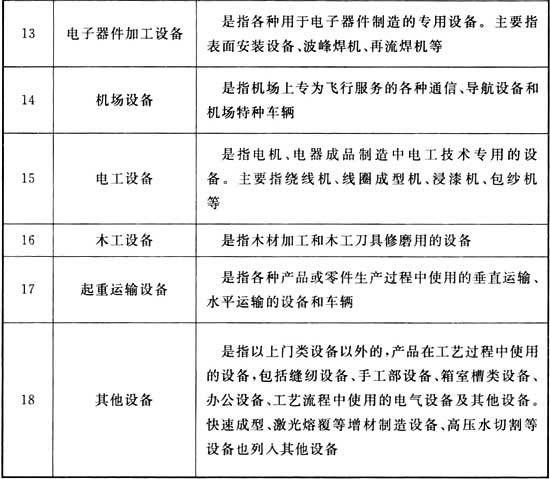 13 电子器件加工设备 是指各种用于电子器件制造的专用设备。主要指
表面安装设备、波峰焊机、再流焊机等
14 机场设备 是指机场上专为飞行服务的各种通信、导航设备和
机场特种车辆
15 电工设备 是指电机、电器成品制造中电工技术专用的设
备。主要指绕线机、线圈成型机、浸漆机、包纱机
等
16 木工设备 是指木材加工和木工刀具修磨用的设备
17 起重运输设备 是指各种产品或零件生产过程中使用的垂直运输、
水平运输的设备和车辆
18 其他设备 是指以上门类设备以外的,产品在工艺过程中使用
的设备,包括缝纫设备、手工部设备、箱室槽类设备、
办公设备、工艺流程中使用的电气设备及其他设备。
快速成型、激光熔覆等增材制造设备、高压水切割等
设备也列入其他设备